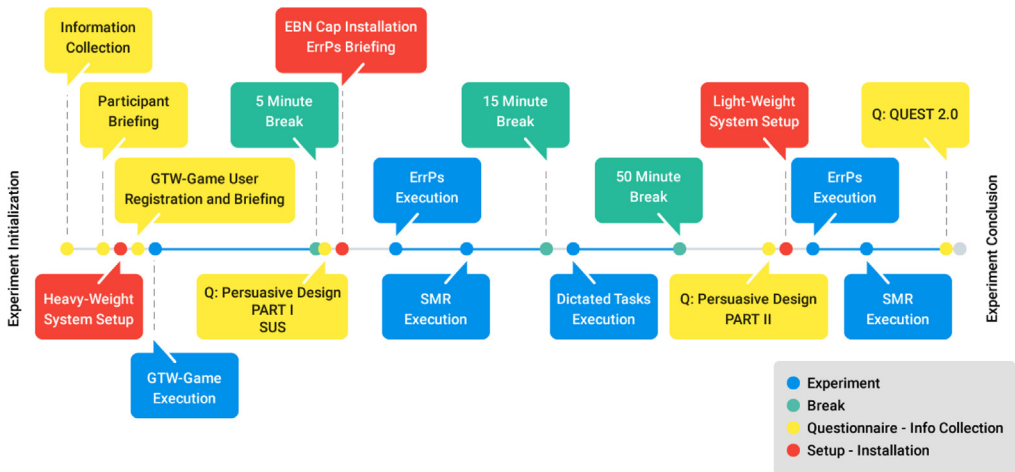 Information
Collection
EBN Cap Installation
ErrPs Briefing
Participant
Briefing
5 Minute
Break
15 Minute
Break
Light-Weight
System Setup
Q: QUEST 2.0
GTW-Game User
Registration and Briefing
ErrPs
Execution
50 Minute
Break
ErrPs
Execution
Experiment Initialization
Experiment Conclusion
Heavy-Weight
System Setup
Q: Persuasive Design
PART I
SUS
SMR
Execution
Dictated Tasks
Execution
Q: Persuasive Design
PART II
SMR
Execution
GTW-Game
Execution
Experiment
Break
Questionnaire - Info Collection
Setup - Installation